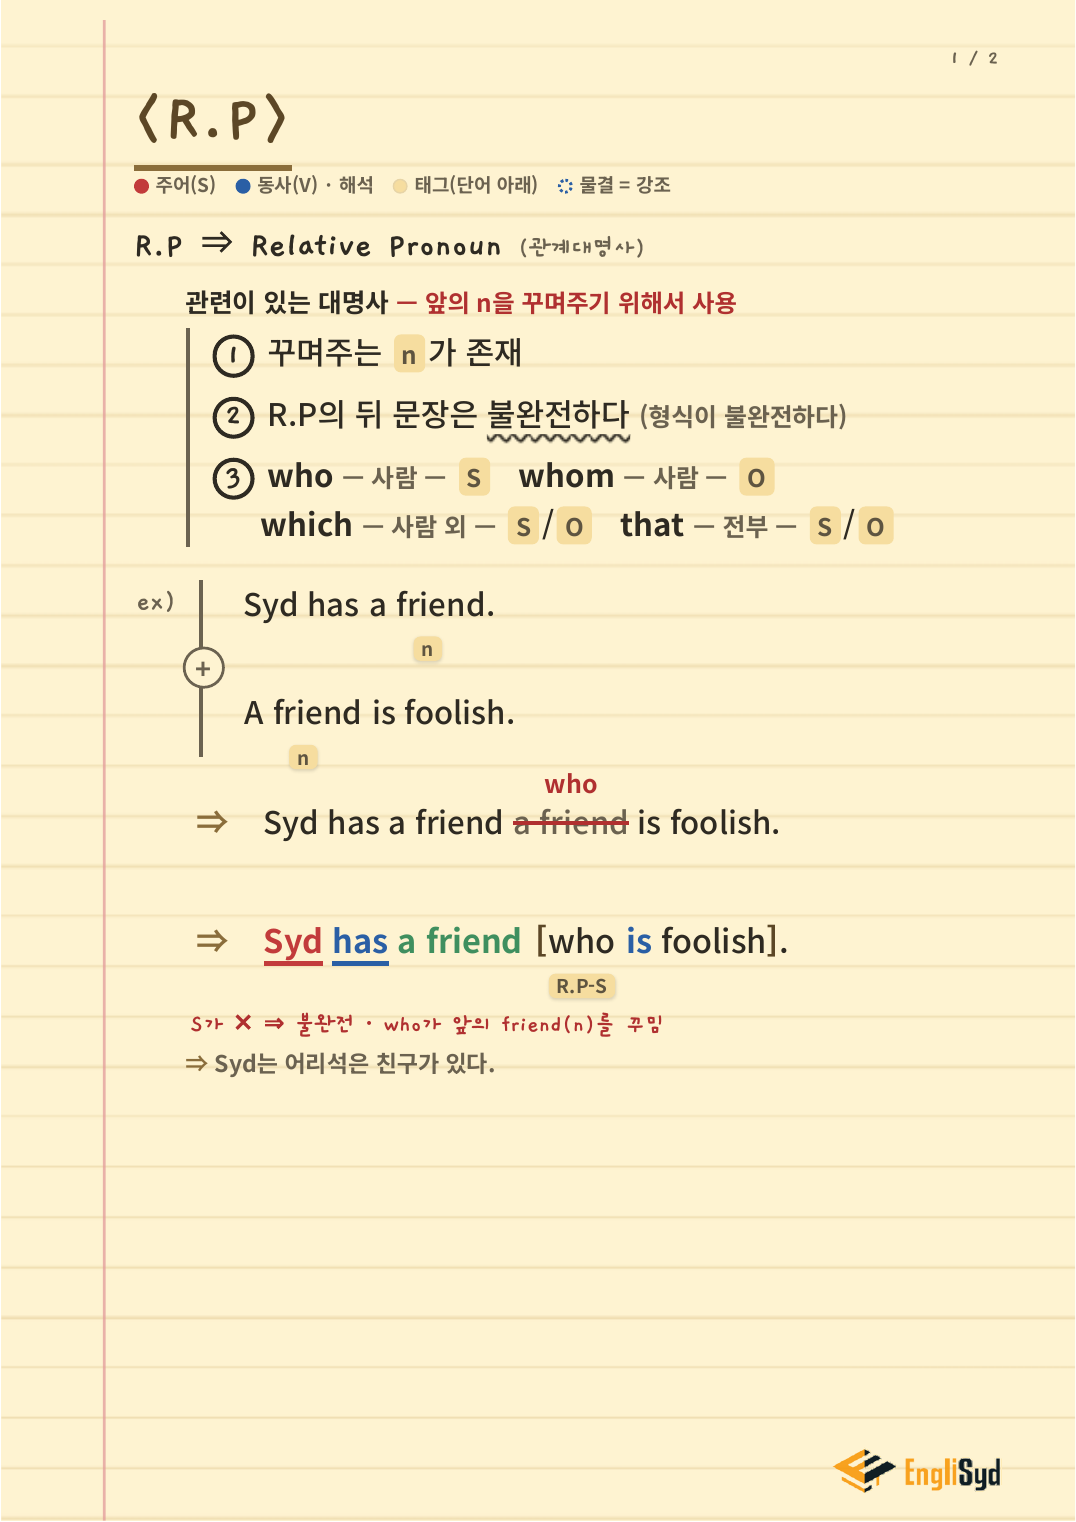 1 / 2
〈R.P〉
주어(S) 동사(V) · 해석 태그(단어 아래) 물결 = 강조
R.P ⇒ Relative Pronoun (관계대명사)
관련이 있는 대명사 — 앞의 n을 꾸며주기 위해서 사용
① 꾸며주는 n가 존재
② R.P의 뒤 문장은 불완전하다 (형식이 불완전하다)
③ who — 사람 — S whom — 사람 — O
which — 사람 외 — S/O that — 전부 — S/O
ex) Syd has a friend.
n
+
A friend is foolish.
n
who
⇒ Syd has a friend a friend is foolish.
⇒ Syd has a friend [who is foolish].
R.P-S
S가 ✕ ⇒ 불완전 · who가 앞의 friend(n)를 꾸밈
⇒ Syd는 어리석은 친구가 있다.
EngliSyd